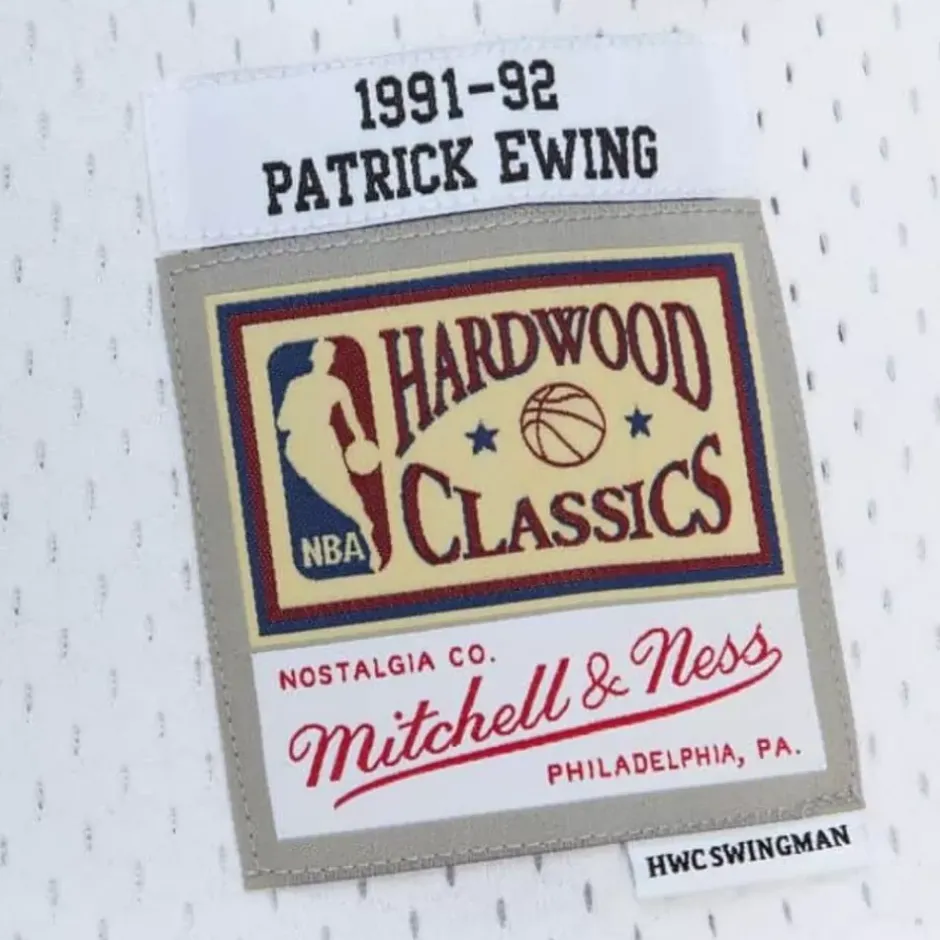 1991-92
PATRICK EWING
HARDWOOD
CLASSICS
NBA
NOSTALGIA CO.
Mitchell & Ness
PHILADELPHIA, PA.
HWC SWINGMAN